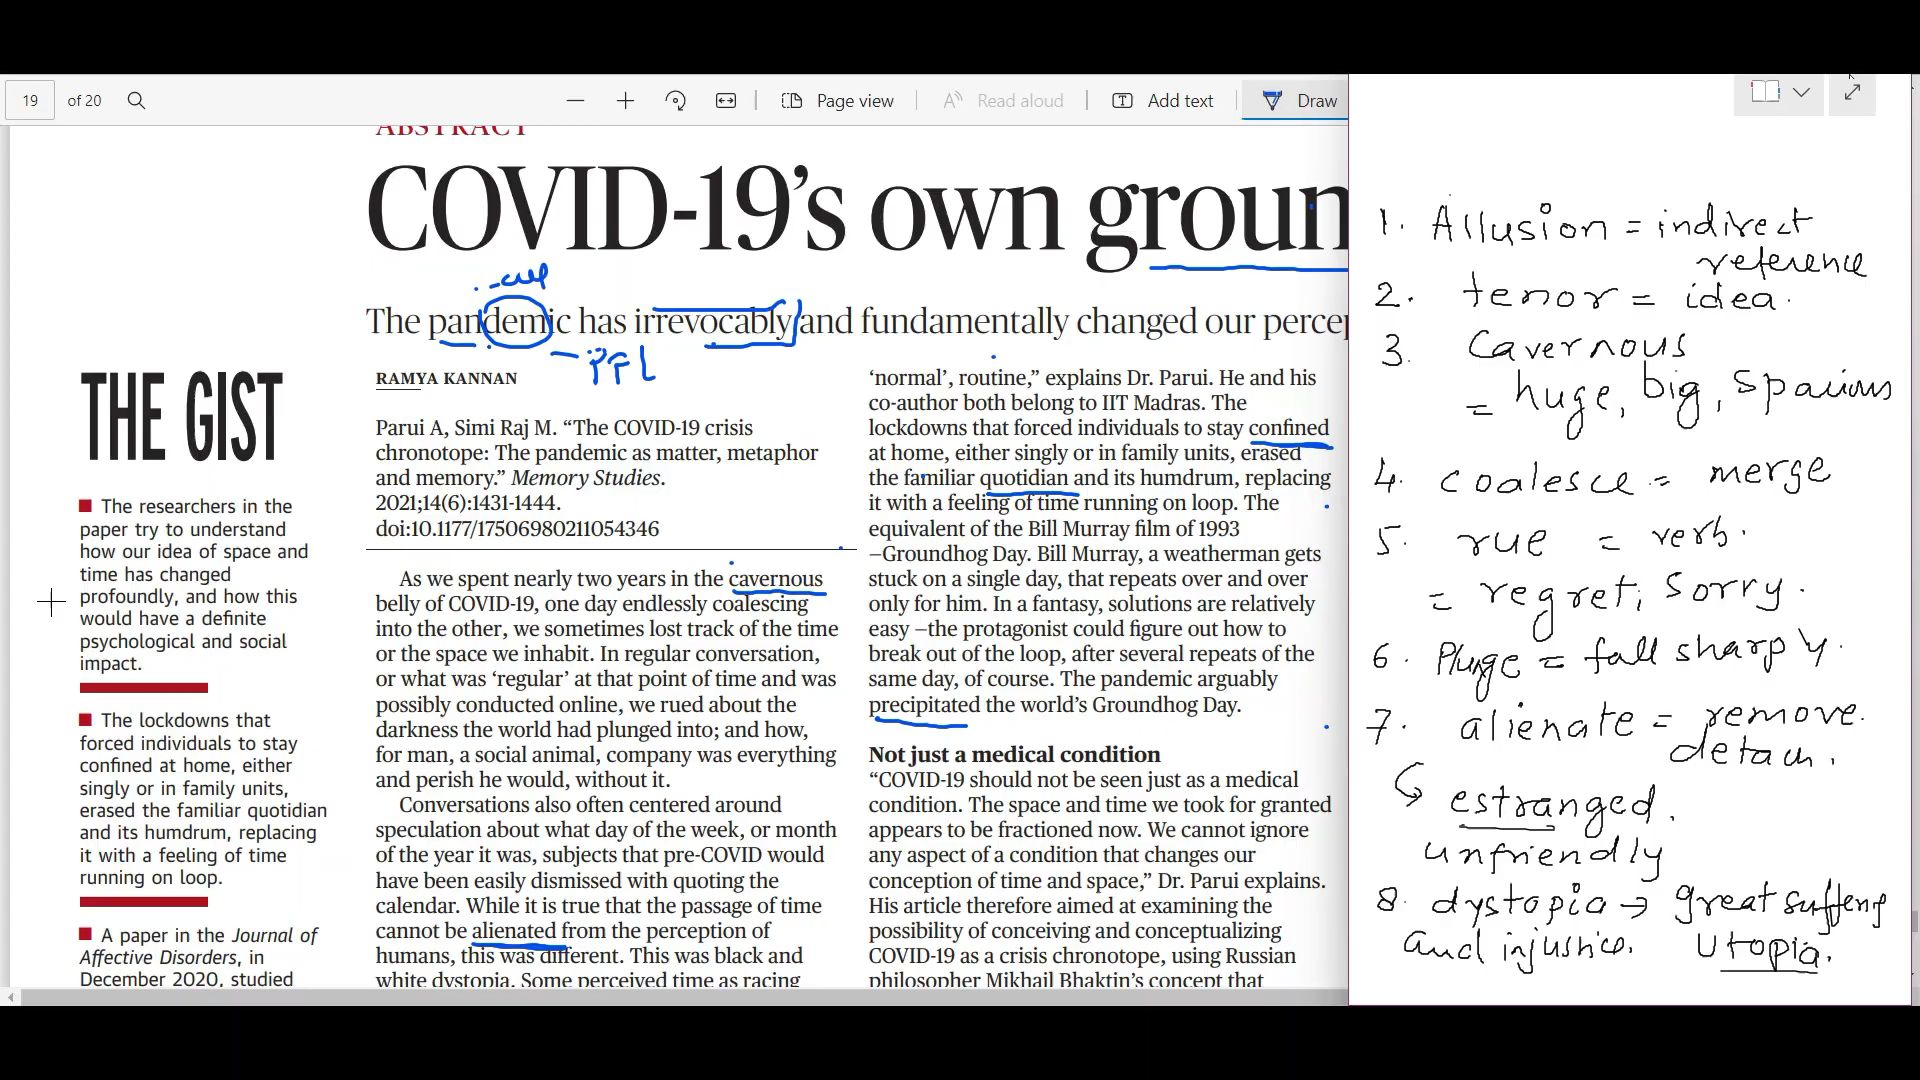 19 of 20
Page view
Read aloud
Add text
Draw
ABSTRACT
COVID-19’s own groun
The pandemic has irrevocably and fundamentally changed our percep
THE GIST
The researchers in the
paper try to understand
how our idea of space and
time has changed
profoundly, and how this
would have a definite
psychological and social
impact.
The lockdowns that
forced individuals to stay
confined at home, either
singly or in family units,
erased the familiar quotidian
and its humdrum, replacing
it with a feeling of time
running on loop.
A paper in the Journal of
Affective Disorders, in
December 2020, studied
RAMYA KANNAN
Parui A, Simi Raj M. “The COVID-19 crisis
chronotope: The pandemic as matter, metaphor
and memory.” Memory Studies.
2021;14(6):1431-1444.
doi:10.1177/17506980211054346
As we spent nearly two years in the cavernous
belly of COVID-19, one day endlessly coalescing
into the other, we sometimes lost track of the time
or the space we inhabit. In regular conversation,
or what was ‘regular’ at that point of time and was
possibly conducted online, we rued about the
darkness the world had plunged into; and how,
for man, a social animal, company was everything
and perish he would, without it.
Conversations also often centered around
speculation about what day of the week, or month
of the year it was, subjects that pre-COVID would
have been easily dismissed with quoting the
calendar. While it is true that the passage of time
cannot be alienated from the perception of
humans, this was different. This was black and
white dystopia. Some perceived time as racing
‘normal’, routine,” explains Dr. Parui. He and his
co-author both belong to IIT Madras. The
lockdowns that forced individuals to stay confined
at home, either singly or in family units, erased
the familiar quotidian and its humdrum, replacing
it with a feeling of time running on loop. The
equivalent of the Bill Murray film of 1993
—Groundhog Day. Bill Murray, a weatherman gets
stuck on a single day, that repeats over and over
only for him. In a fantasy, solutions are relatively
easy —the protagonist could figure out how to
break out of the loop, after several repeats of the
same day, of course. The pandemic arguably
precipitated the world’s Groundhog Day.
Not just a medical condition
“COVID-19 should not be seen just as a medical
condition. The space and time we took for granted
appears to be fractioned now. We cannot ignore
any aspect of a condition that changes our
conception of time and space,” Dr. Parui explains.
His article therefore aimed at examining the
possibility of conceiving and conceptualizing
COVID-19 as a crisis chronotope, using Russian
philosopher Mikhail Bhaktin’s concept that
1. Allusion = indirect
reference
2. tenor = idea.
3. Cavernous
= huge, big, spacious
4. coalesce = merge
5. rue = verb.
= regret, sorry.
6. Plunge = fall sharply.
7. alienate = remove.
detach.
estranged.
unfriendly
8. dystopia → great suffering
and injustice. Utopia.